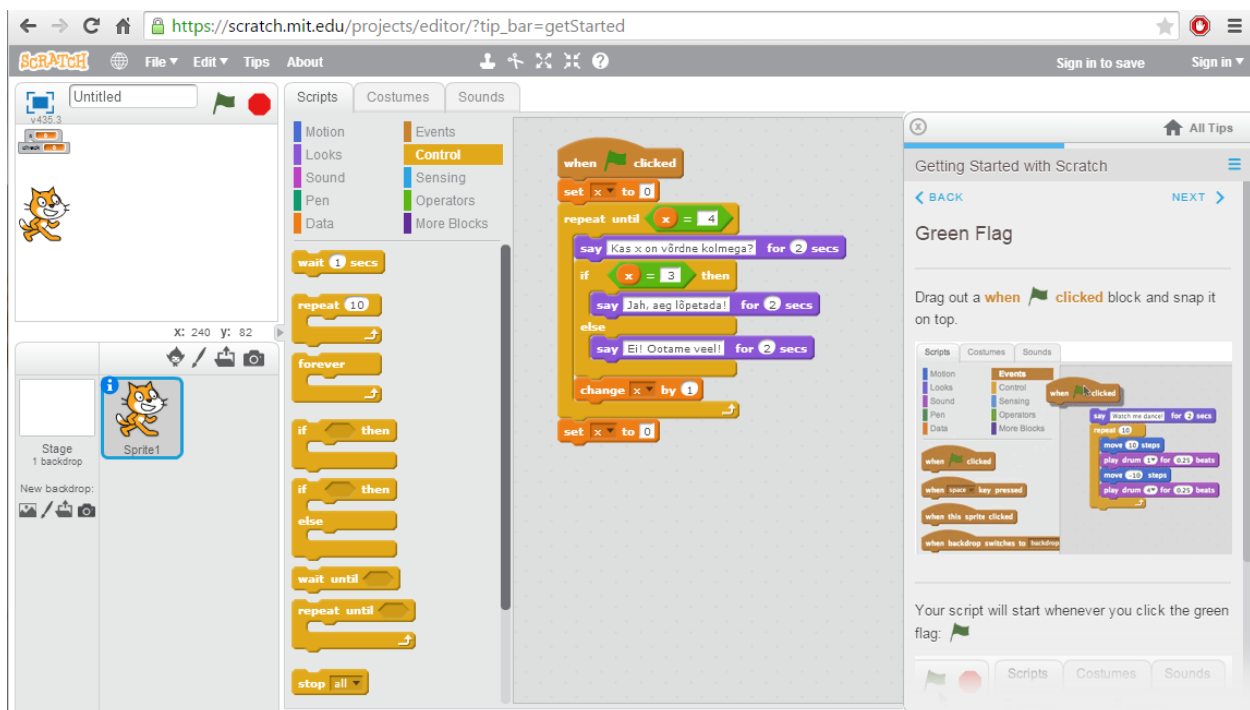 https://scratch.mit.edu/projects/editor/?tip_bar=getStarted
SCRATCH File Edit Tips About Sign in to save Sign in
Untitled
v435.3
x
check
x: 240 y: 82
Stage
1 backdrop
Sprite1
New backdrop:
Scripts Costumes Sounds
Motion Events
Looks Control
Sound Sensing
Pen Operators
Data More Blocks
wait 1 secs
repeat 10
forever
if then
if then
else
wait until
repeat until
stop all
when clicked
set x to 0
repeat until x = 4
say Kas x on võrdne kolmega? for 2 secs
if x = 3 then
say Jah, aeg lõpetada! for 2 secs
else
say Ei! Ootame veel! for 2 secs
change x by 1
set x to 0
All Tips
Getting Started with Scratch
BACK NEXT
Green Flag
Drag out a when clicked block and snap it
on top.
Scripts Costumes Sounds
Motion Events
Looks Control
Sound Sensing
Pen Operators
Data More Blocks
when clicked
when space key pressed
when this sprite clicked
when backdrop switches to backdrop
when clicked
say Watch me dance! for 2 secs
repeat 10
move 10 steps
play drum 1 for 0.25 beats
move -10 steps
play drum 4 for 0.25 beats
Your script will start whenever you click the green
flag:
Scripts Costumes Sounds